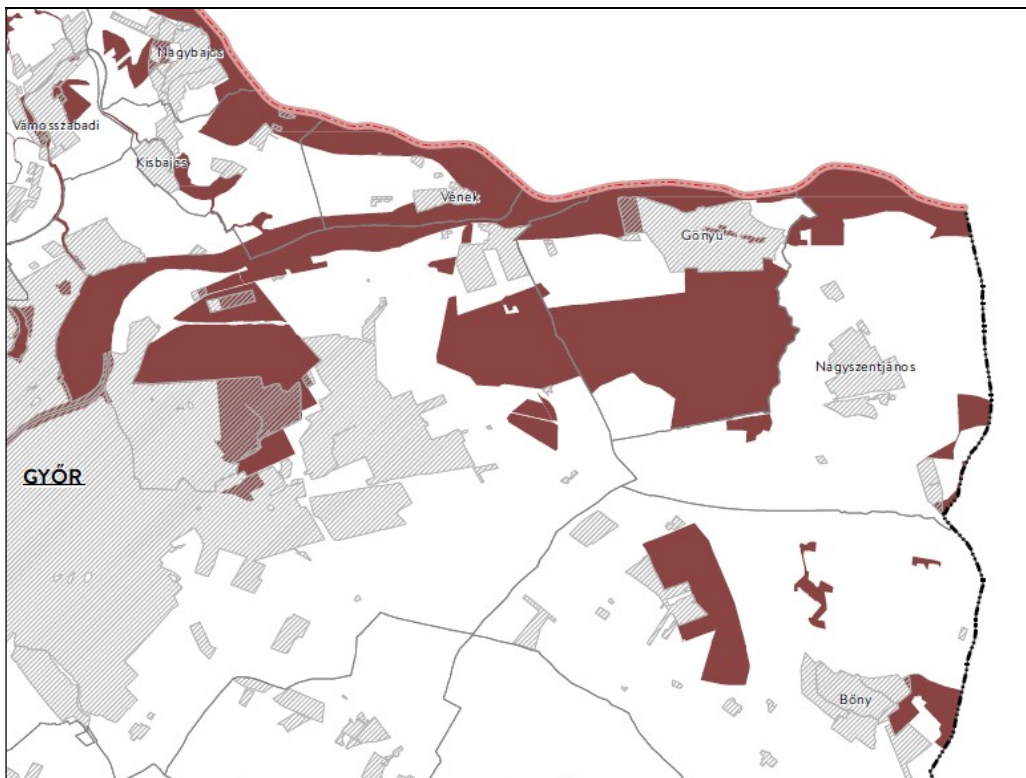 Nagybajcs
Vámosszabadi
Kisbajcs
Vének
Gönyű
Nagyszentjános
GYŐR
Bőny